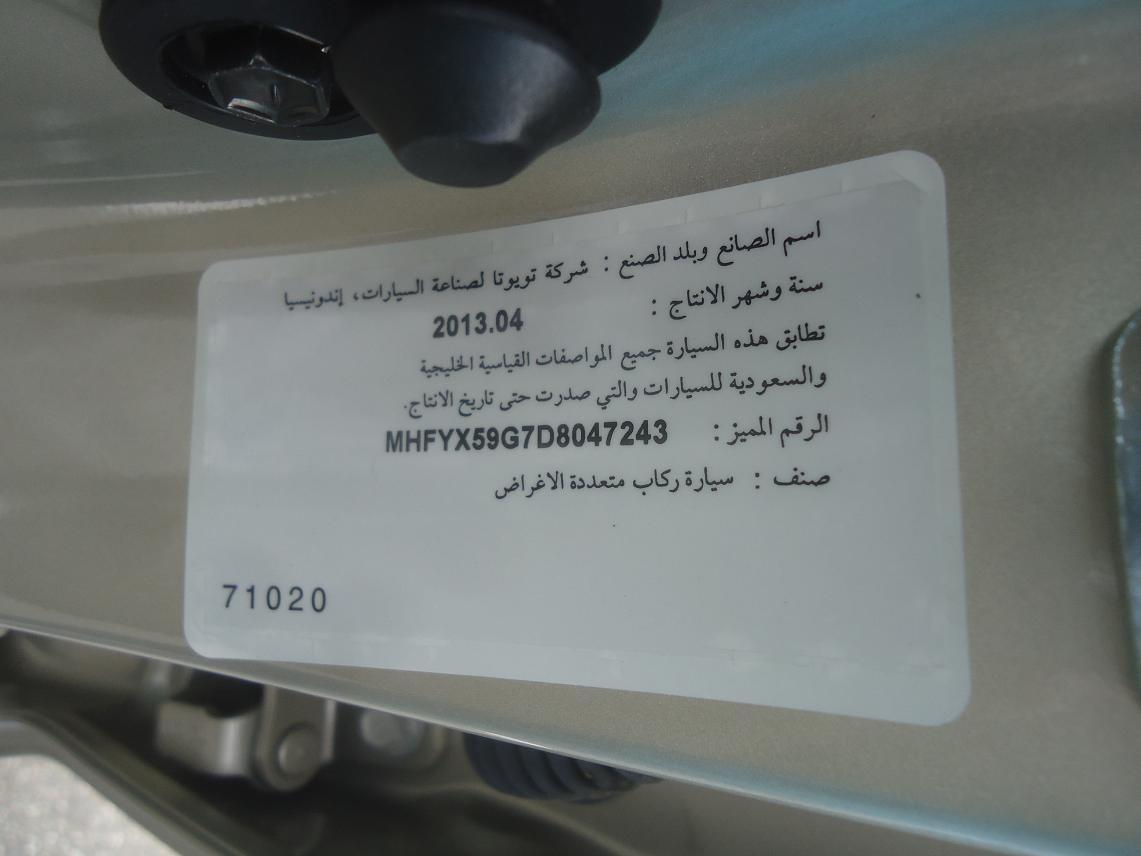 اسم الصانع وبلد الصنع : شركة تويوتا لصناعة السيارات، إندونيسيا
سنة وشهر الانتاج : 2013.04
تطابق هذه السيارة جميع المواصفات القياسية الخليجية
والسعودية للسيارات والتي صدرت حتى تاريخ الانتاج.
الرقم المميز : MHFYX59G7D8047243
صنف : سيارة ركاب متعددة الاغراض
71020